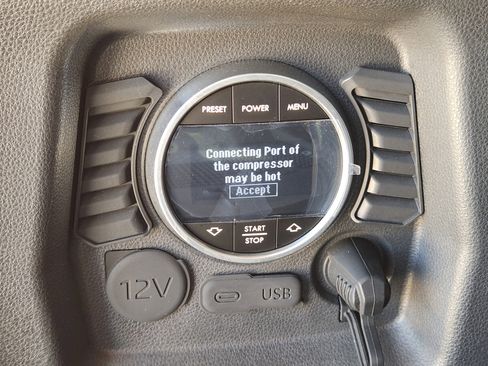 PRESET POWER MENU
Connecting Port of
the compressor
may be hot
Accept
START
STOP
12V
USB